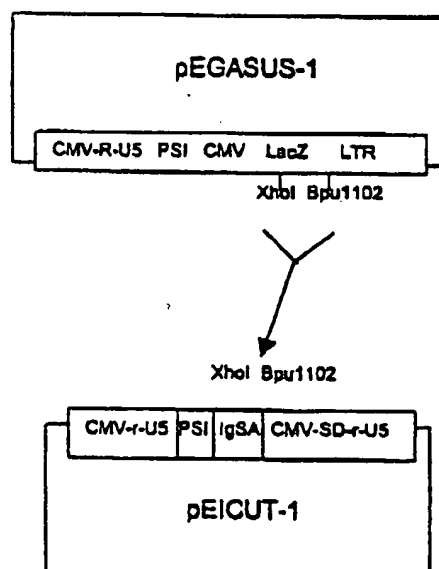 pEGASUS-1
CMV-R-U5 PSI CMV LacZ LTR
XhoI Bpu1102
XhoI Bpu1102
CMV-r-U5 PSI IgSA CMV-SD-r-U5
pEICUT-1